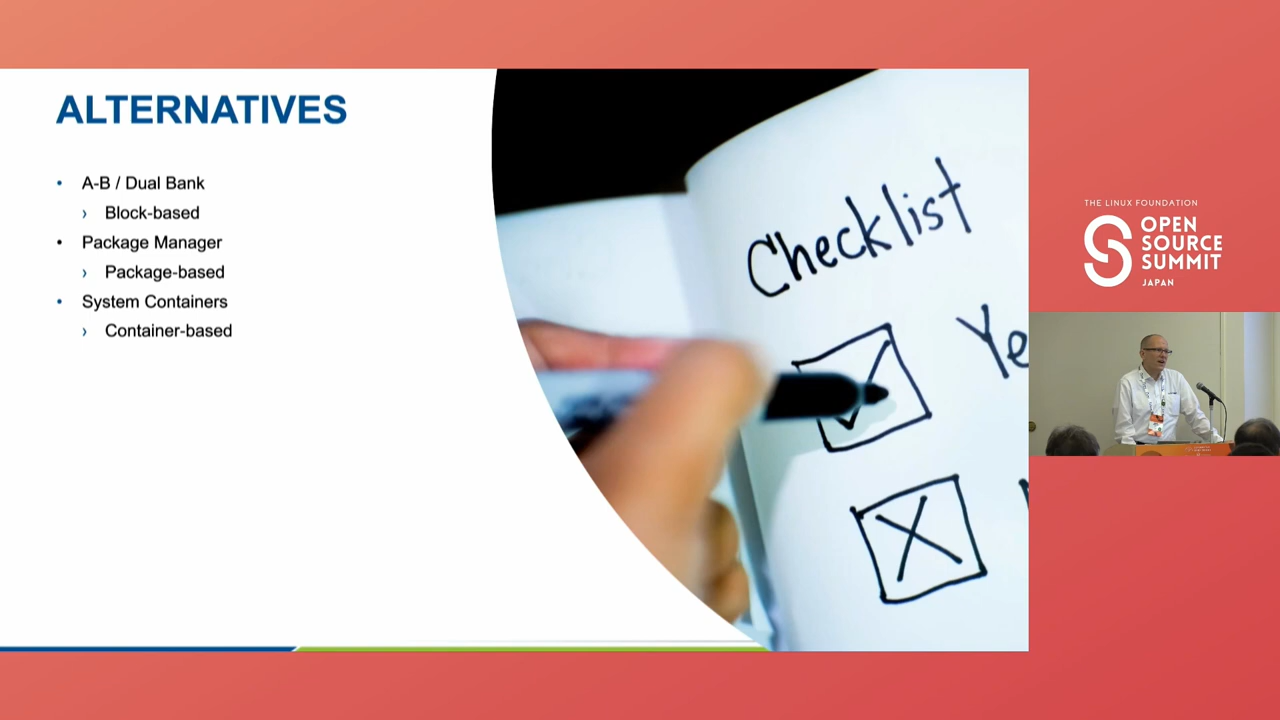 ALTERNATIVES
• A-B / Dual Bank
› Block-based
• Package Manager
› Package-based
• System Containers
› Container-based
Checklist
Ye
THE LINUX FOUNDATION
OPEN
SOURCE
SUMMIT
JAPAN